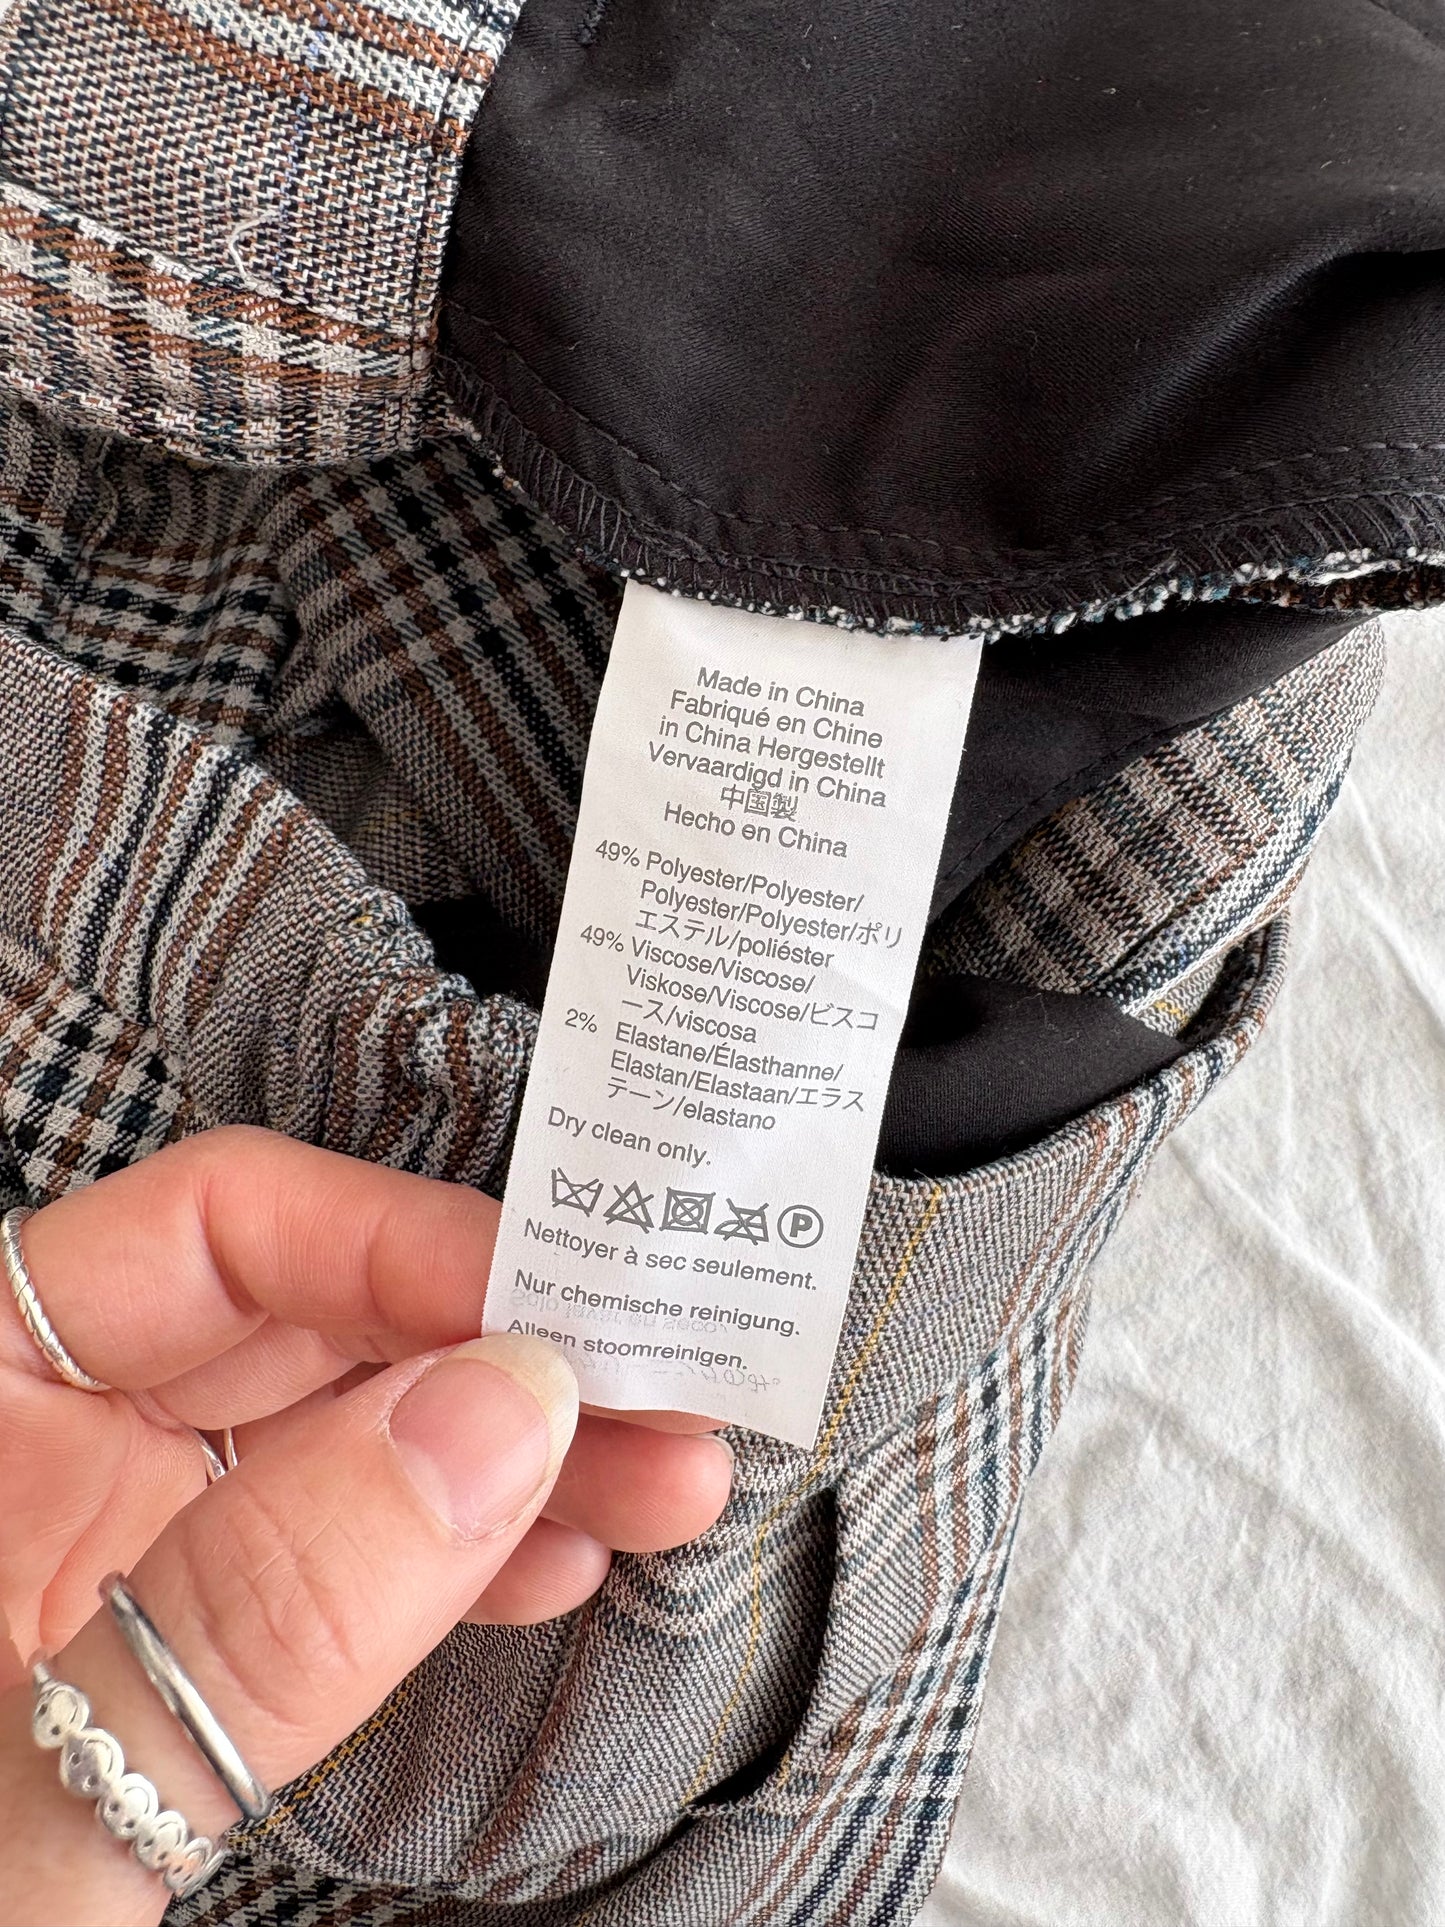 Made in China
Fabriqué en Chine
in China Hergestellt
Vervaardigd in China
中国製
Hecho en China
49% Polyester/Polyester/
Polyester/Polyester/ポリ
エステル/poliéster
49% Viscose/Viscose/
Viskose/Viscose/ビスコ
ース/viscosa
2% Elastane/Élasthanne/
Elastan/Elastaan/エラス
テーン/elastano
Dry clean only.
P
Nettoyer à sec seulement.
Nur chemische reinigung.
Alleen stoomreinigen.